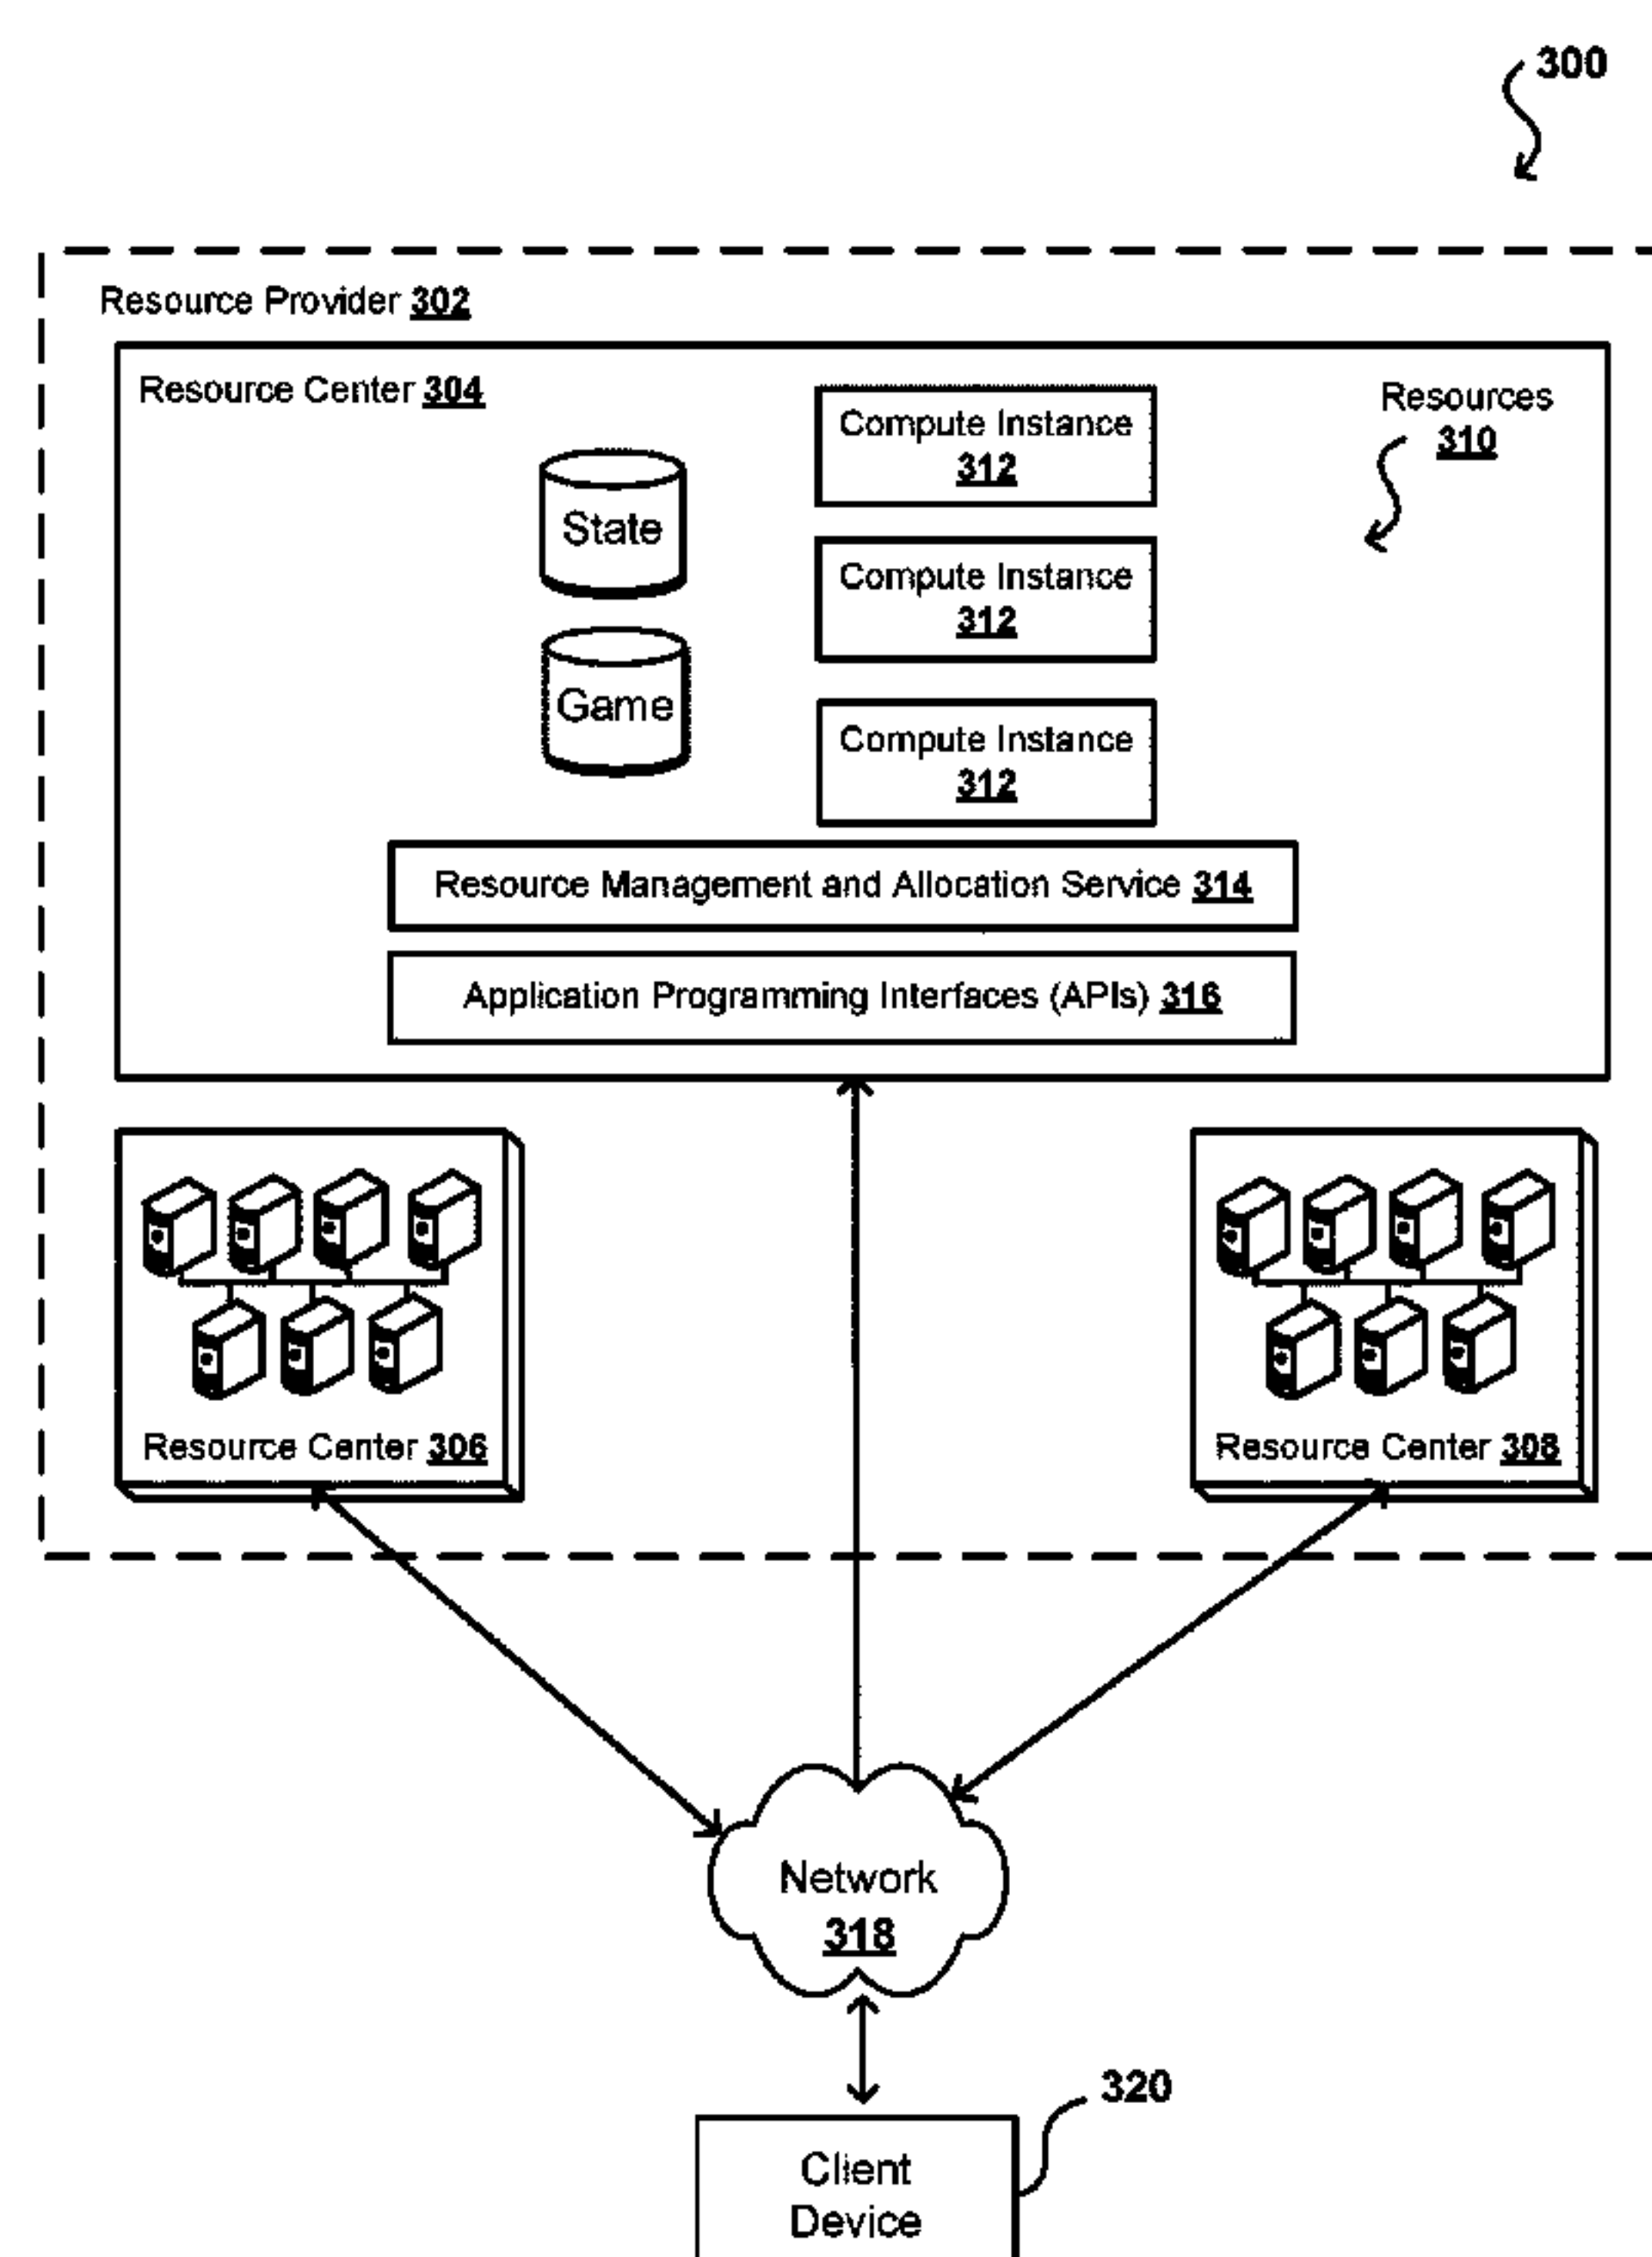 300
Resource Provider 302
Resource Center 304
Resources
310
Compute Instance
312
State
Compute Instance
312
Game
Compute Instance
312
Resource Management and Allocation Service 314
Application Programming Interfaces (APIs) 316
Resource Center 306
Resource Center 308
Network
318
320
Client
Device